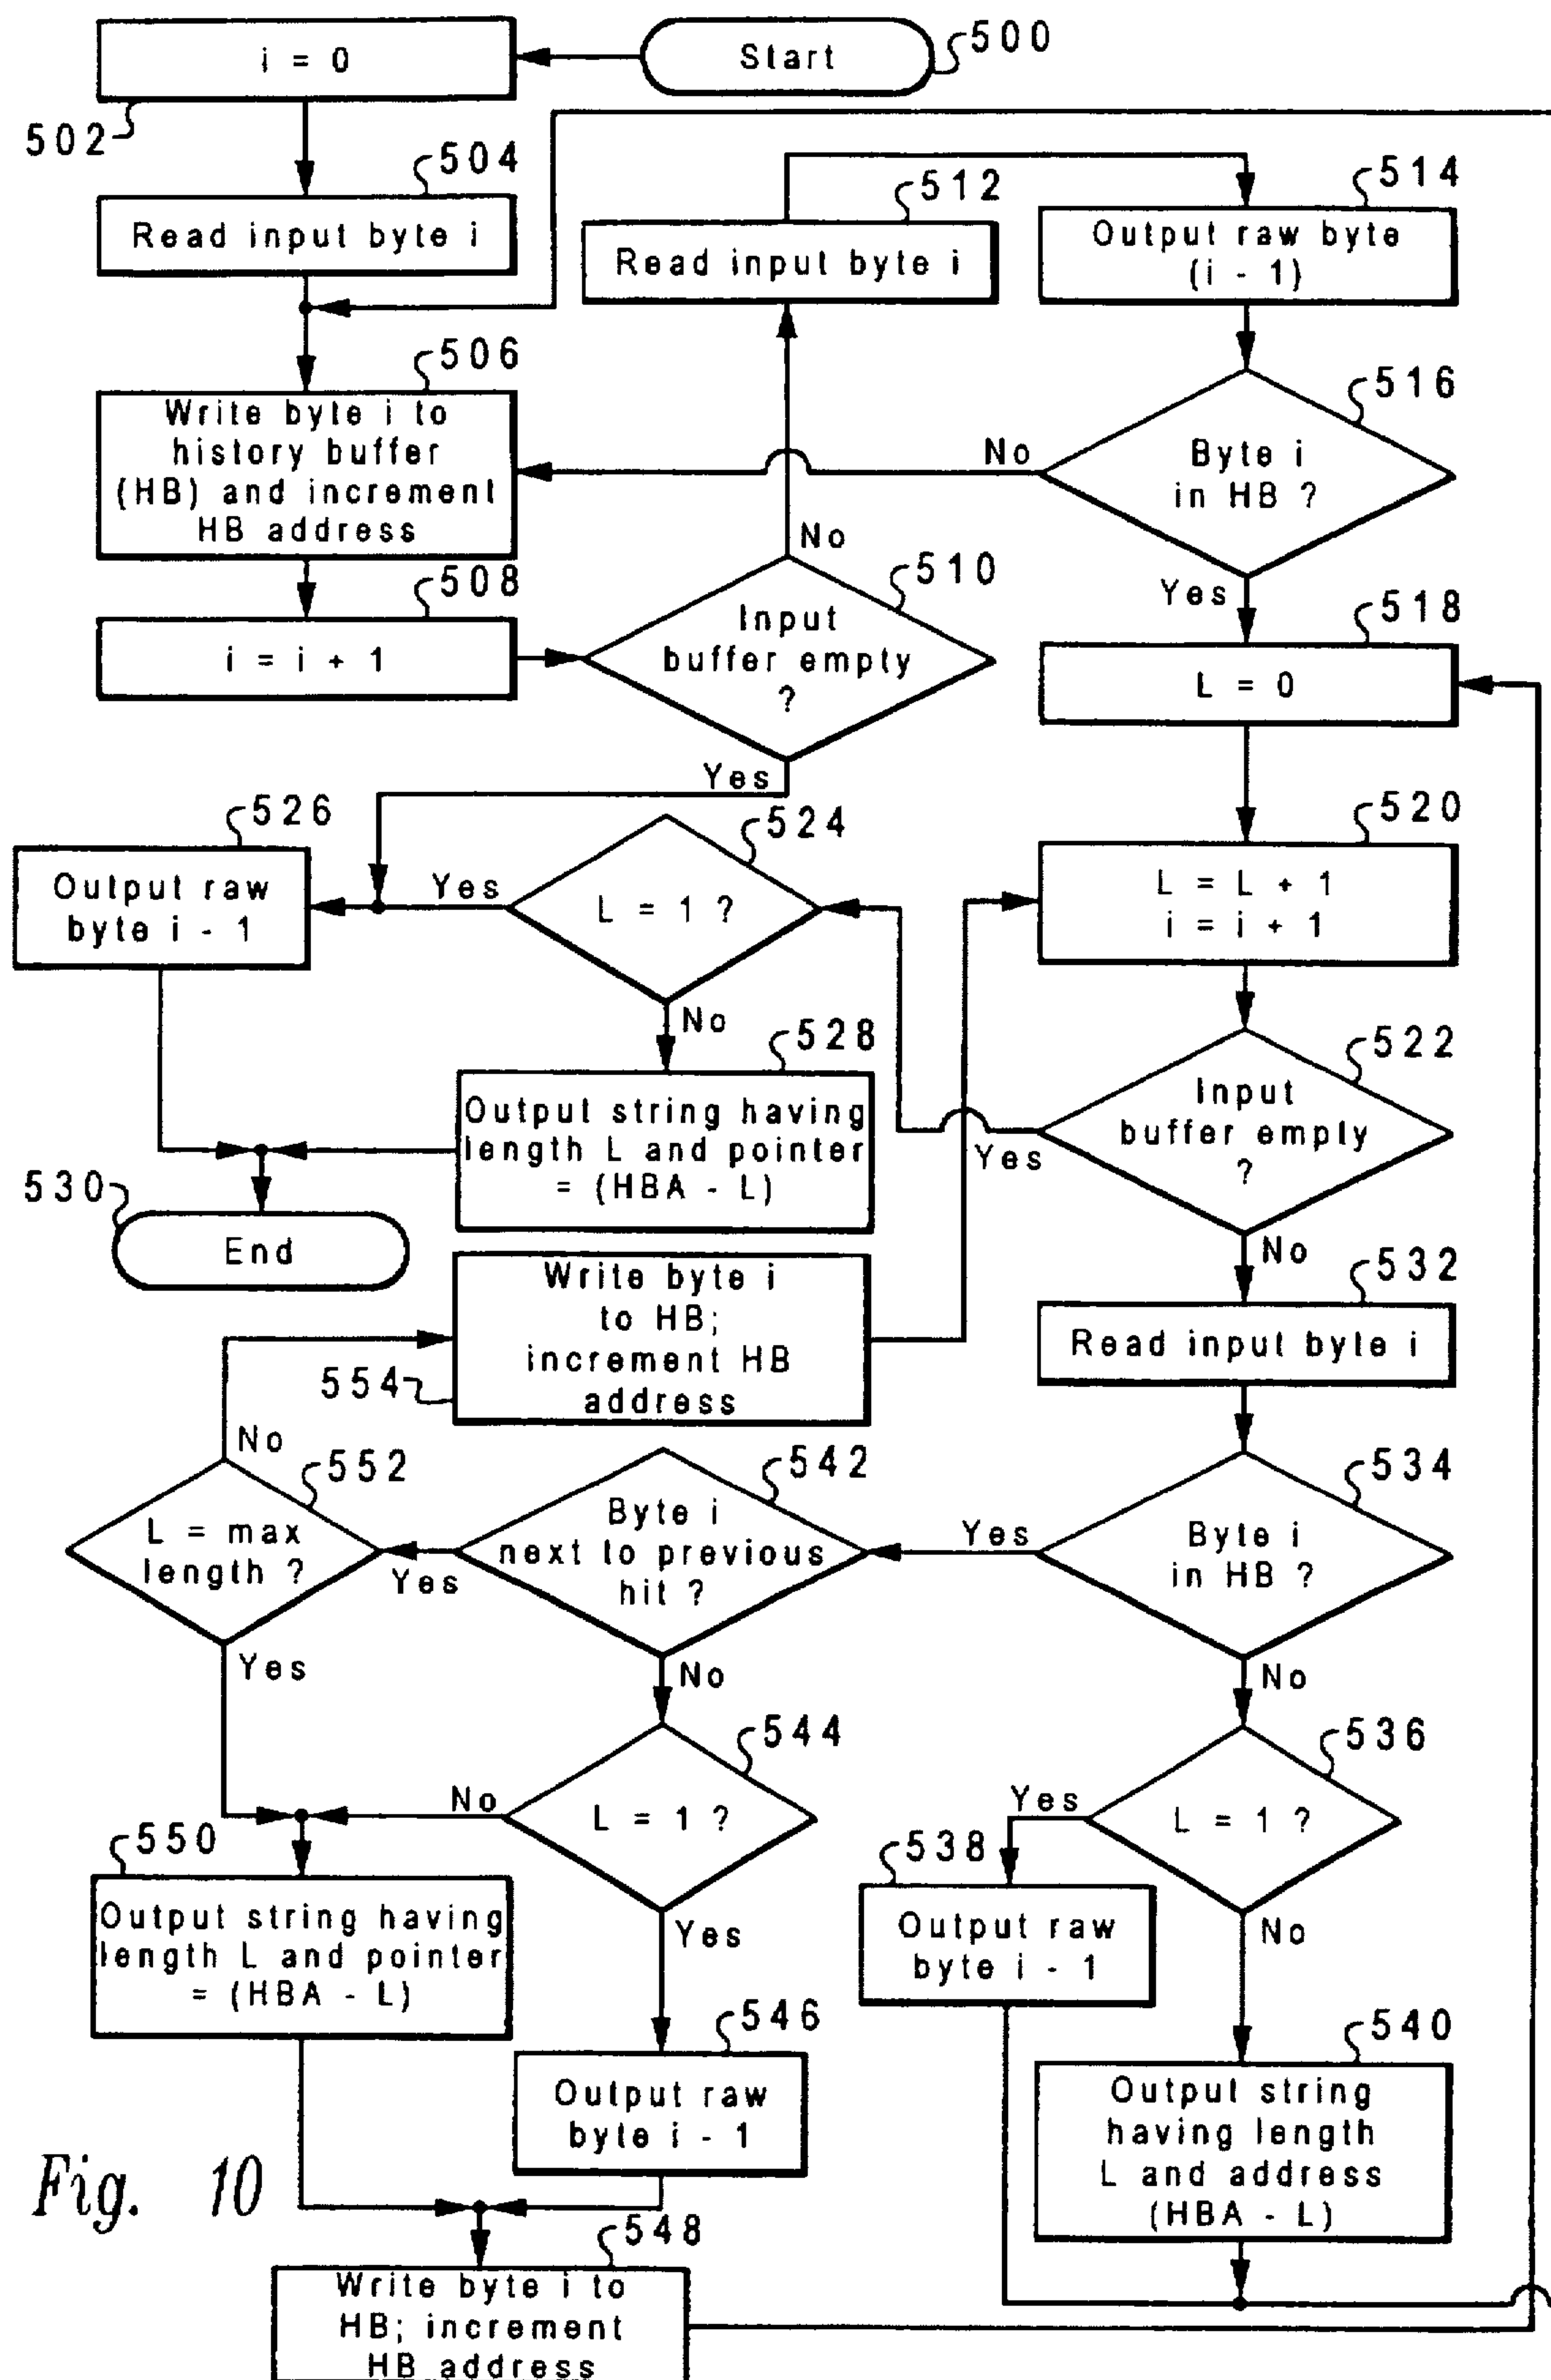 Start
500
i = 0
502
504
Read input byte i
512
Read input byte i
514
Output raw byte
(i - 1)
506
Write byte i to
history buffer
(HB) and increment
HB address
516
Byte i
in HB ?
No
Yes
508
i = i + 1
510
Input
buffer empty
?
No
Yes
518
L = 0
520
L = L + 1
i = i + 1
526
Output raw
byte i - 1
524
L = 1 ?
Yes
No
528
Output string having
length L and pointer
= (HBA - L)
522
Input
buffer empty
?
Yes
No
530
End
532
Read input byte i
554
Write byte i
to HB;
increment HB
address
534
Byte i
in HB ?
Yes
No
542
Byte i
next to previous
hit ?
Yes
No
552
L = max
length ?
No
Yes
544
L = 1 ?
No
Yes
536
L = 1 ?
Yes
No
550
Output string having
length L and pointer
= (HBA - L)
538
Output raw
byte i - 1
546
Output raw
byte i - 1
540
Output string
having length
L and address
(HBA - L)
Fig. 10
548
Write byte i to
HB; increment
HB address